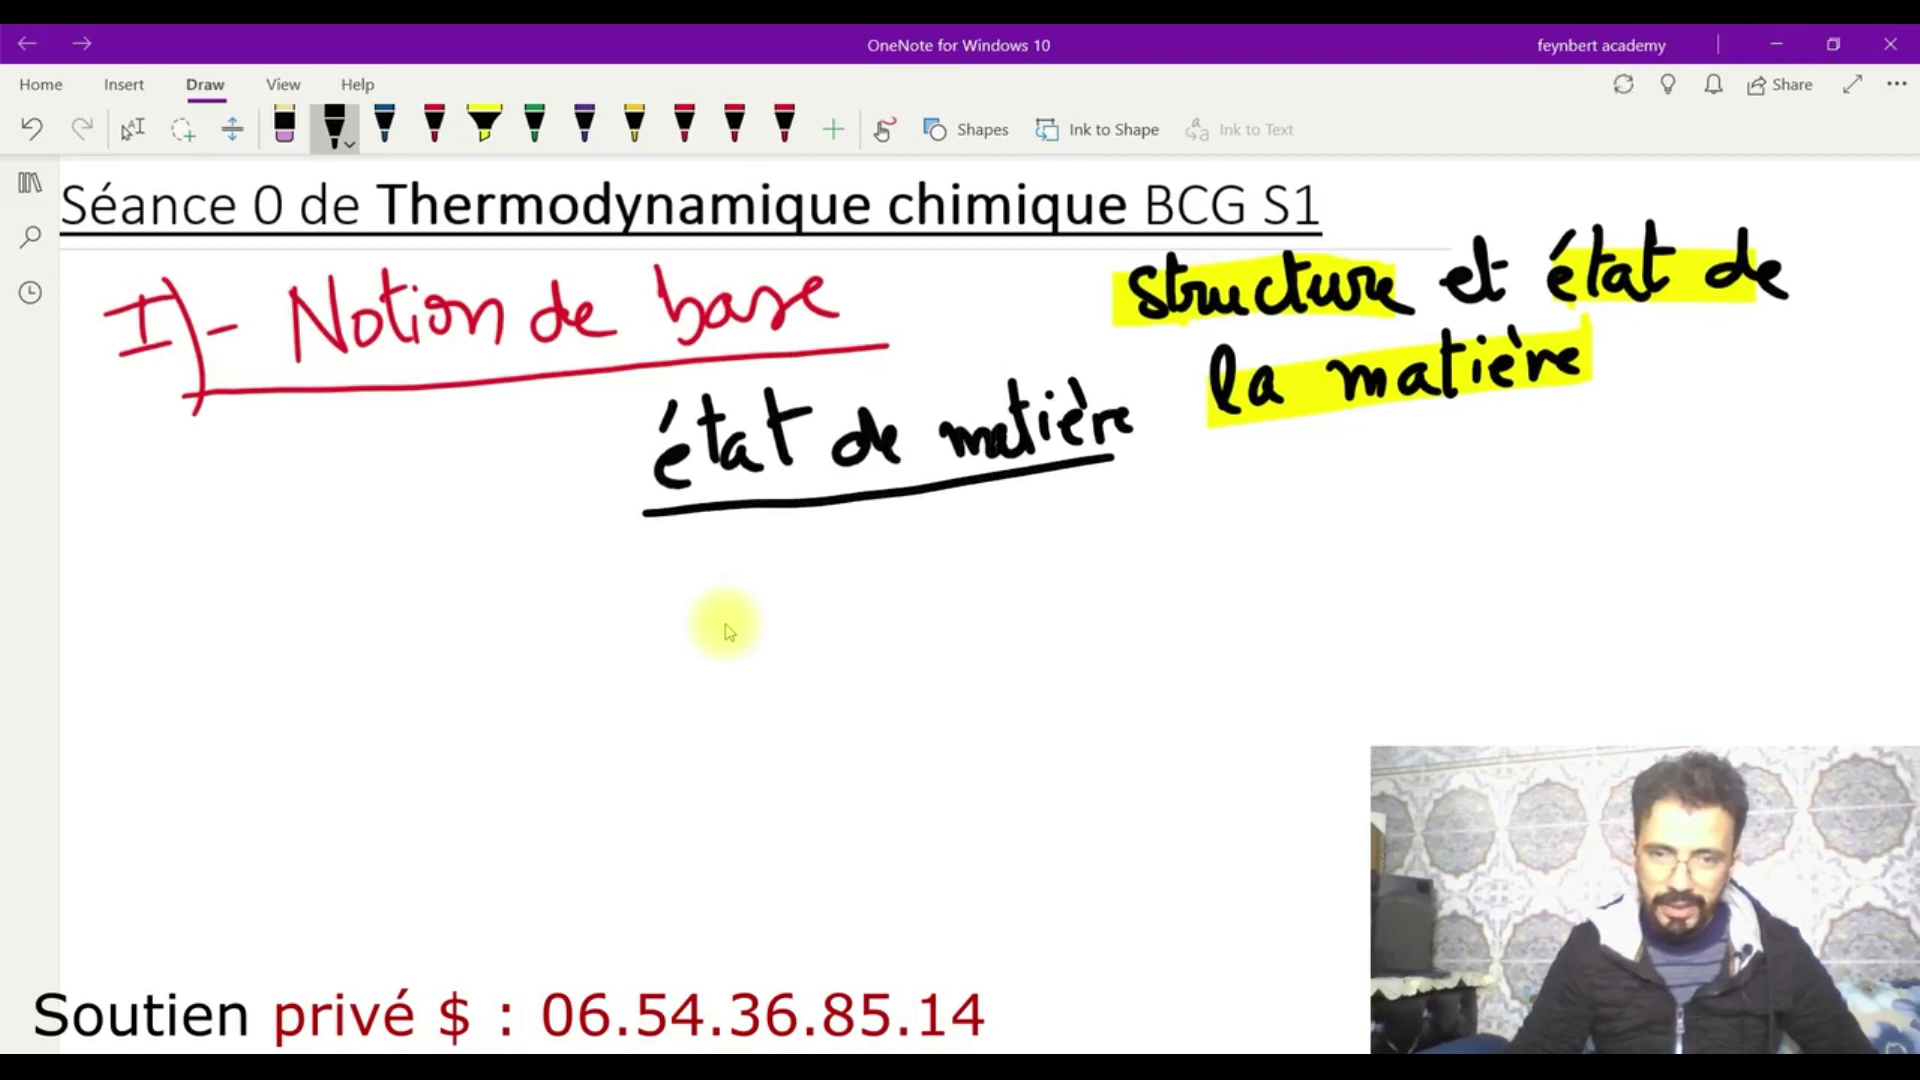 OneNote for Windows 10
feynbert academy
Home Insert Draw View Help
Share
Shapes Ink to Shape Ink to Text
Séance 0 de Thermodynamique chimique BCG S1
I)- Notion de base
structure et état de
la matière
état de matière
Soutien privé $ : 06.54.36.85.14